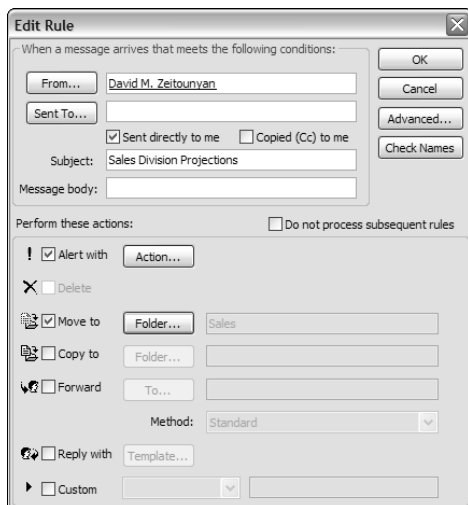 Edit Rule
When a message arrives that meets the following conditions:
OK
From...
David M. Zeitounyan
Cancel
Sent To...
Advanced...
Sent directly to me
Copied (Cc) to me
Check Names
Subject:
Sales Division Projections
Message body:
Perform these actions:
Do not process subsequent rules
Alert with
Action...
Delete
Move to
Folder...
Sales
Copy to
Folder...
Forward
To...
Method:
Standard
Reply with
Template...
Custom